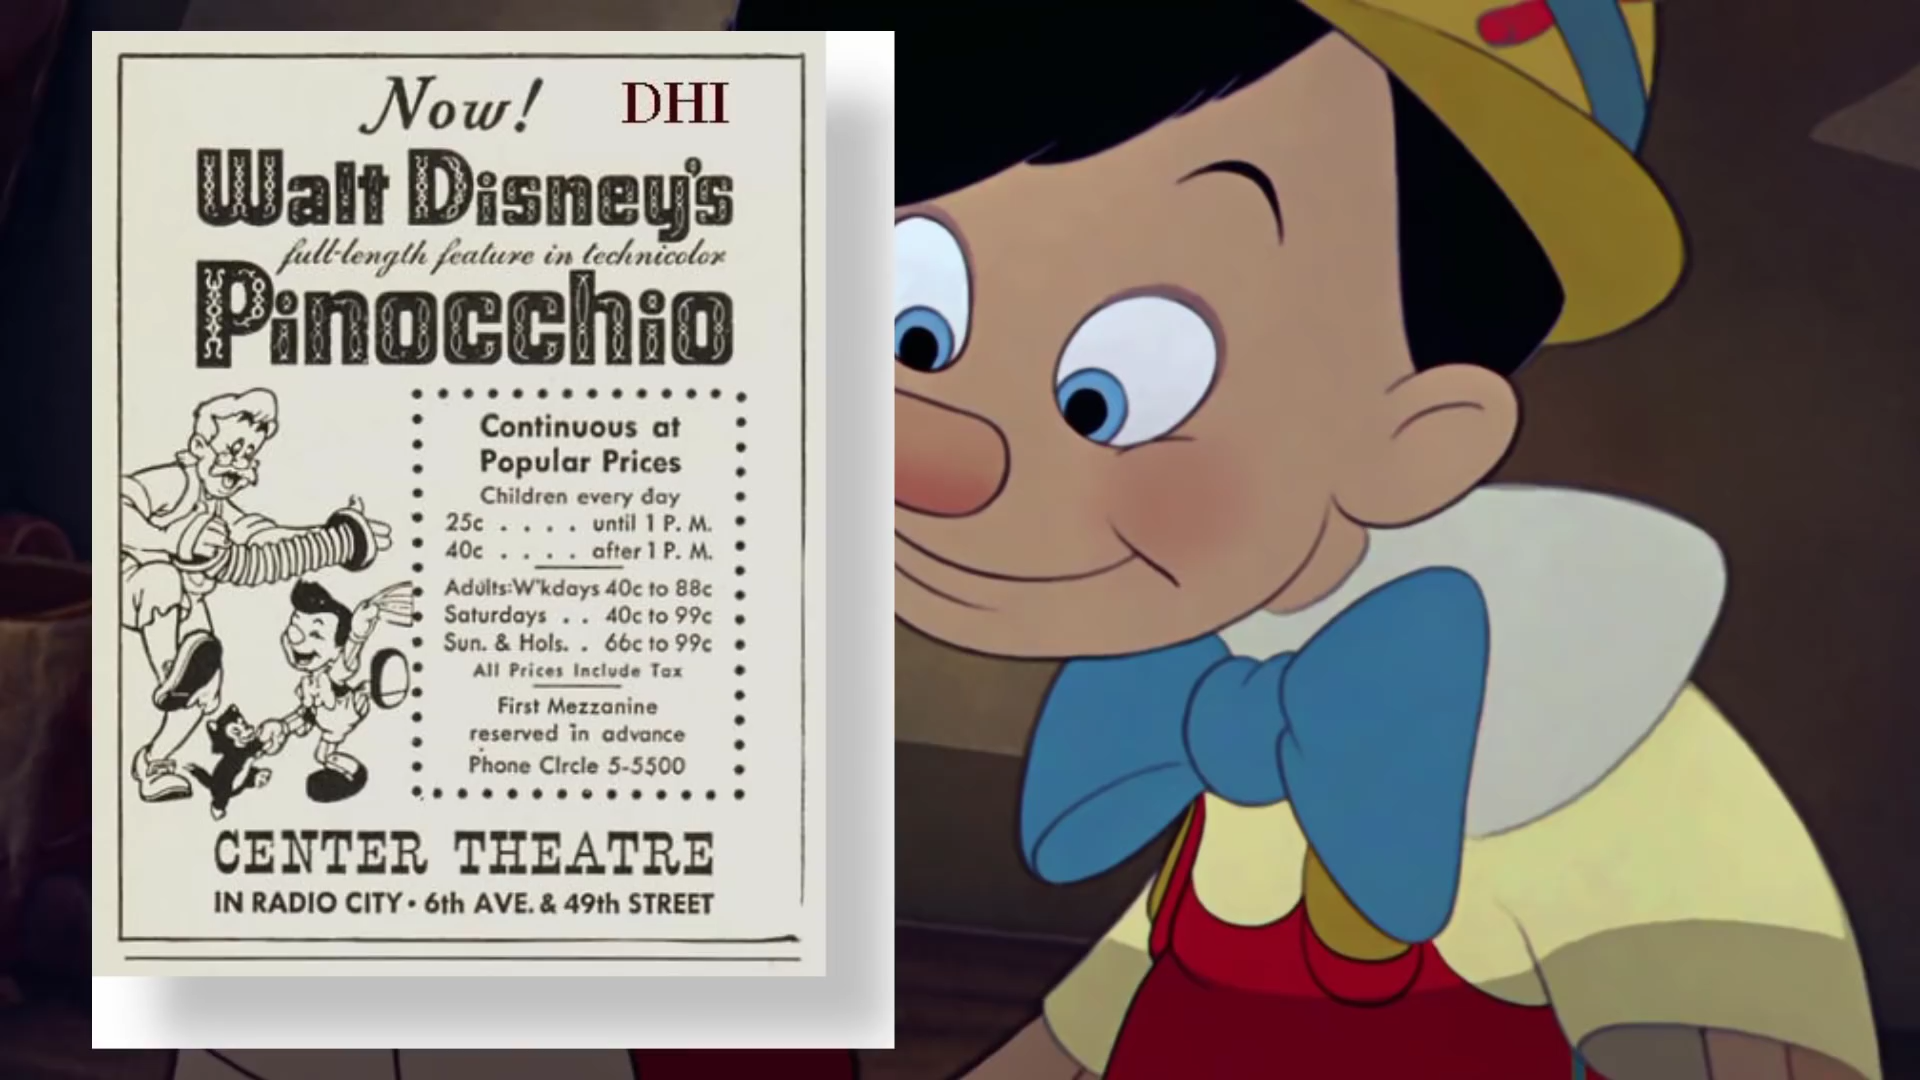 Now! DHI
Walt Disney's
full-length feature in technicolor
Pinocchio
Continuous at
Popular Prices
Children every day
25c . . . . until 1 P. M.
40c . . . . after 1 P. M.
Adults: W'kdays 40c to 88c
Saturdays . . 40c to 99c
Sun. & Hols. . 66c to 99c
All Prices Include Tax
First Mezzanine
reserved in advance
Phone CIrcle 5-5500
CENTER THEATRE
IN RADIO CITY • 6th AVE. & 49th STREET